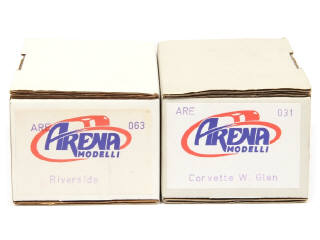 ARE 063
ARENA
MODELLI
Riverside
ARE 031
ARENA
MODELLI
Corvette W. Glen